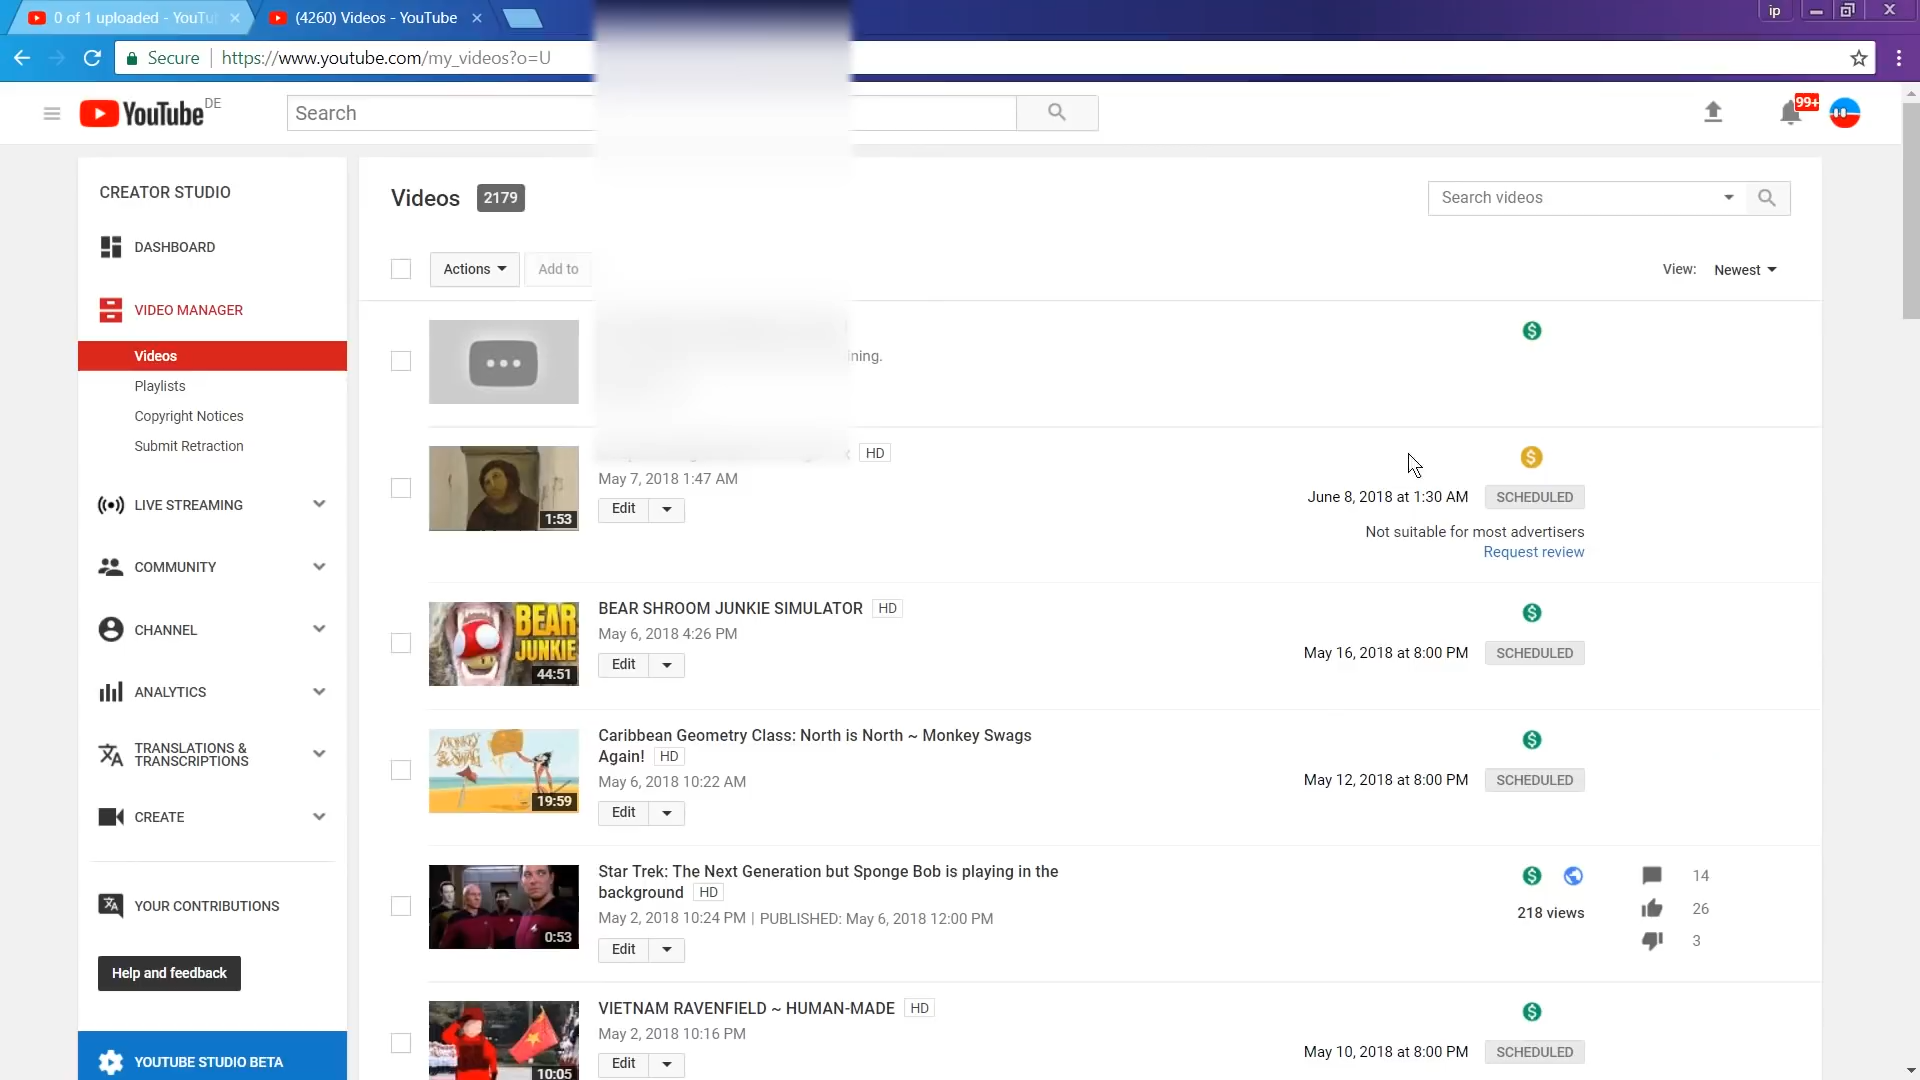 0 of 1 uploaded - YouTu
(4260) Videos - YouTube
ip
Secure
https://www.youtube.com/my_videos?o=U
YouTube DE
Search
99+
CREATOR STUDIO
DASHBOARD
VIDEO MANAGER
Videos
Playlists
Copyright Notices
Submit Retraction
LIVE STREAMING
COMMUNITY
CHANNEL
ANALYTICS
TRANSLATIONS &
TRANSCRIPTIONS
CREATE
YOUR CONTRIBUTIONS
Help and feedback
YOUTUBE STUDIO BETA
Videos 2179
Search videos
Actions
Add to
View: Newest
ning.
1:53
HD
May 7, 2018 1:47 AM
Edit
June 8, 2018 at 1:30 AM SCHEDULED
Not suitable for most advertisers
Request review
BEAR
JUNKIE
44:51
BEAR SHROOM JUNKIE SIMULATOR HD
May 6, 2018 4:26 PM
Edit
May 16, 2018 at 8:00 PM SCHEDULED
MONKEY
SWAG
19:59
Caribbean Geometry Class: North is North ~ Monkey Swags
Again! HD
May 6, 2018 10:22 AM
Edit
May 12, 2018 at 8:00 PM SCHEDULED
0:53
Star Trek: The Next Generation but Sponge Bob is playing in the
background HD
May 2, 2018 10:24 PM | PUBLISHED: May 6, 2018 12:00 PM
Edit
218 views
14
26
3
10:05
VIETNAM RAVENFIELD ~ HUMAN-MADE HD
May 2, 2018 10:16 PM
Edit
May 10, 2018 at 8:00 PM SCHEDULED